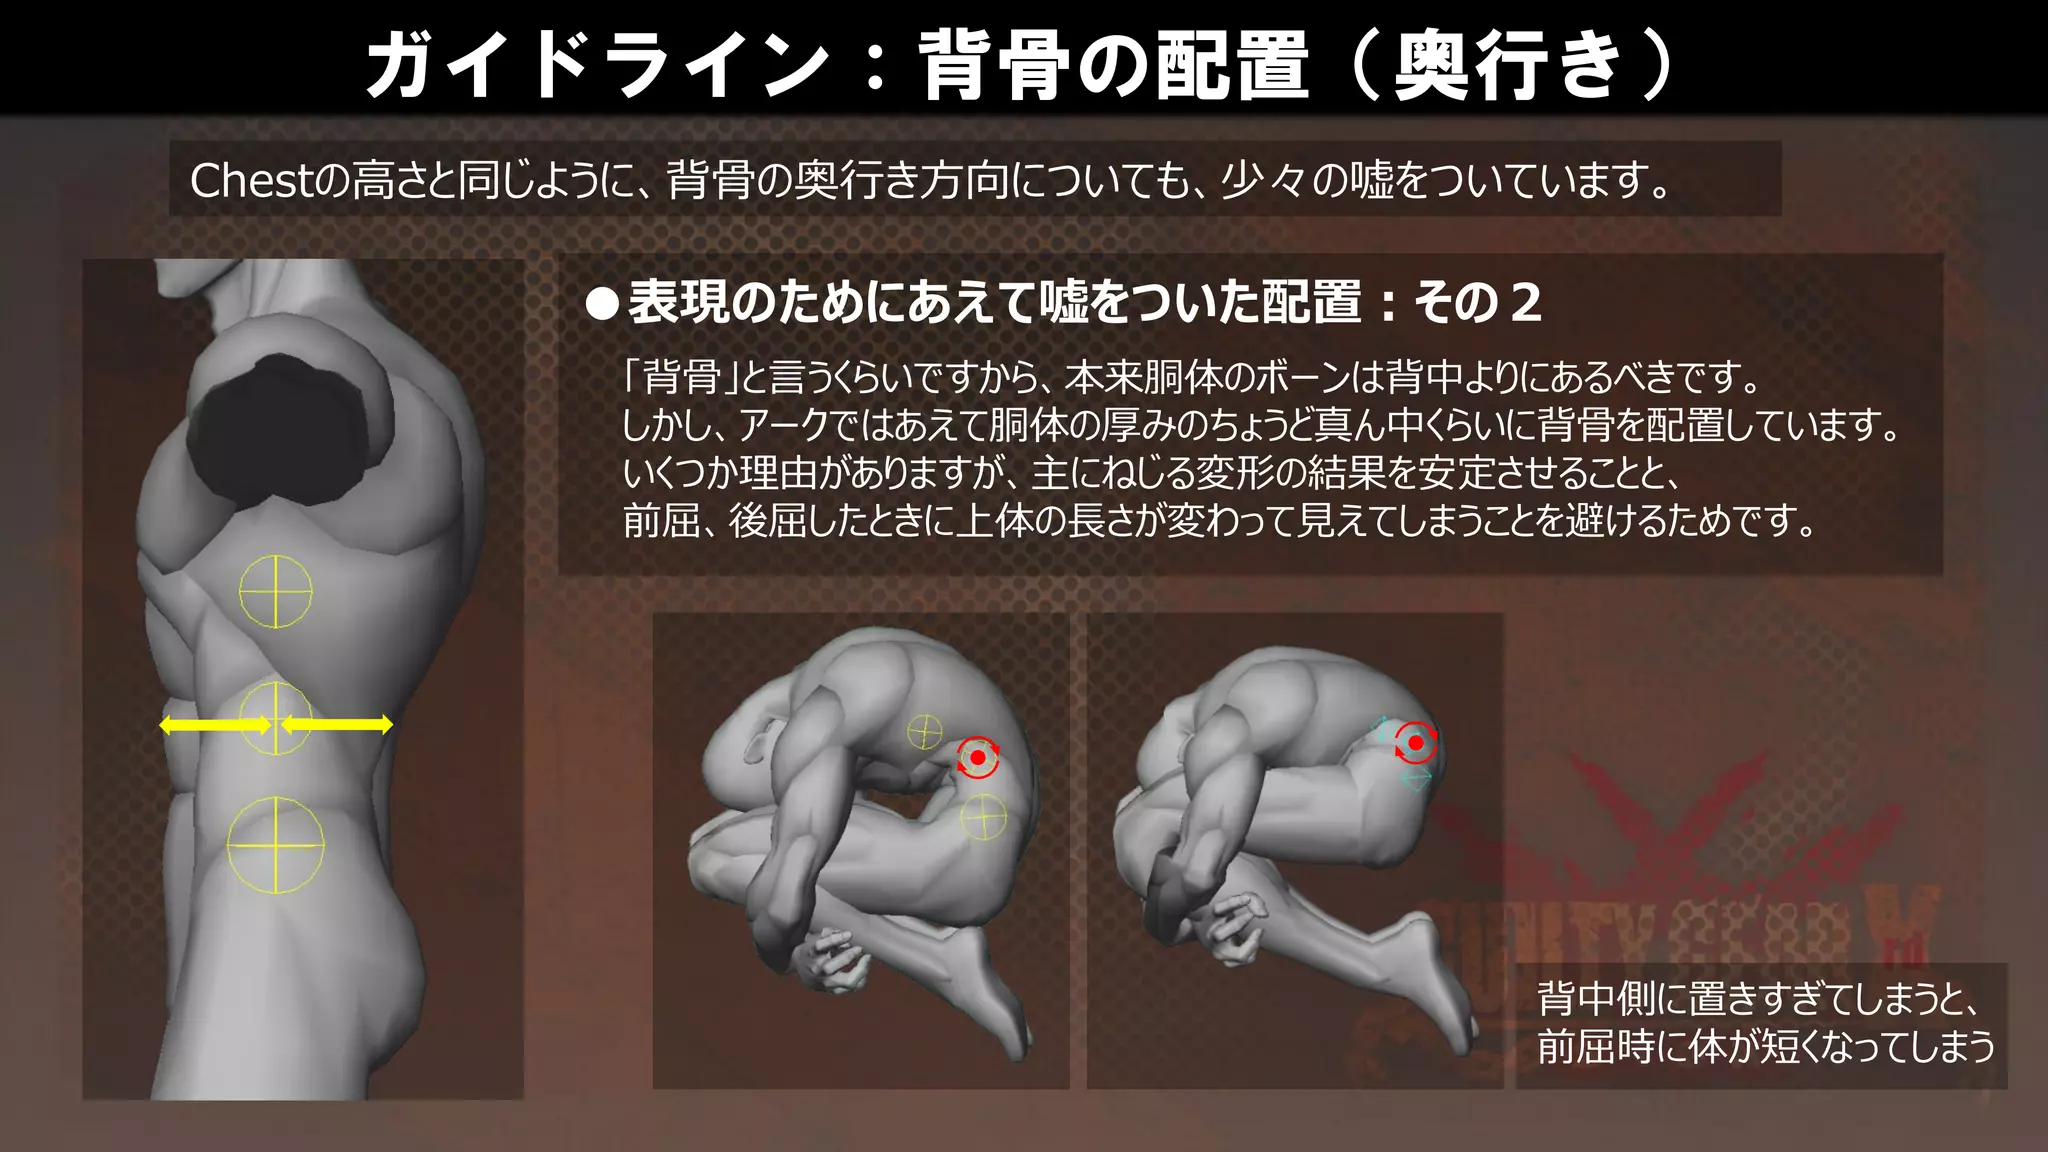 ガイドライン：背骨の配置（奥行き）
Chestの高さと同じように、背骨の奥行き方向についても、少々の嘘をついています。
●表現のためにあえて嘘をついた配置：その２
「背骨」と言うくらいですから、本来胴体のボーンは背中よりにあるべきです。
しかし、アークではあえて胴体の厚みのちょうど真ん中くらいに背骨を配置しています。
いくつか理由がありますが、主にねじる変形の結果を安定させることと、
前屈、後屈したときに上体の長さが変わって見えてしまうことを避けるためです。
GUILTY GEAR Xrd
背中側に置きすぎてしまうと、
前屈時に体が短くなってしまう